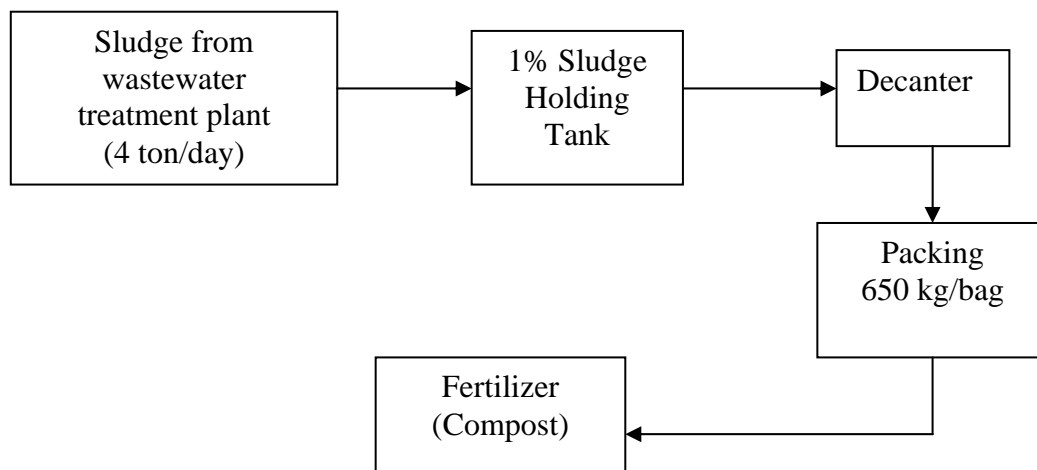 Sludge from
wastewater
treatment plant
(4 ton/day)
1% Sludge
Holding
Tank
Decanter
Packing
650 kg/bag
Fertilizer
(Compost)